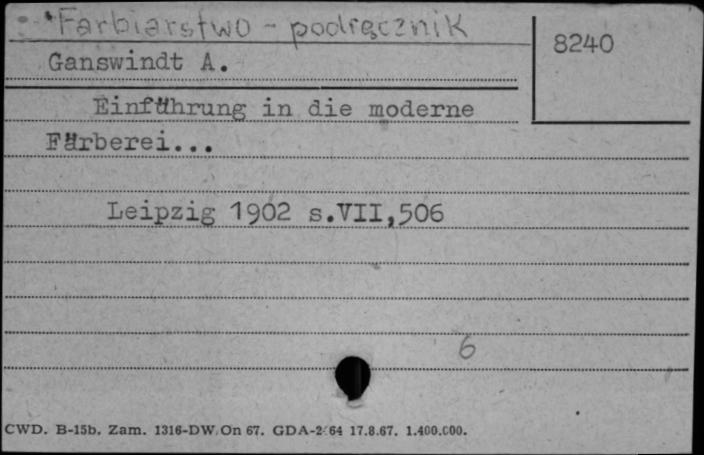 Farbiarstwo - podręcznik
8240
Ganswindt A.
Einführung in die moderne
Färberei...
Leipzig 1902 s.VII,506
6
CWD. B-15b. Zam. 1316-DW. On 67. GDA-2/64 17.8.67. 1.400.000.